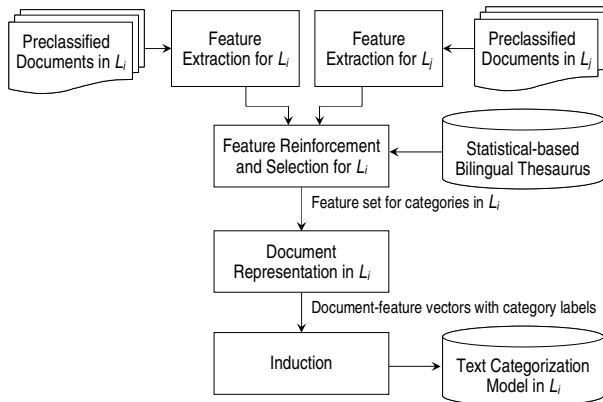 Preclassified
Documents in Li
Feature
Extraction for Li
Feature
Extraction for Lj
Preclassified
Documents in Lj
Feature Reinforcement
and Selection for Li
Statistical-based
Bilingual Thesaurus
Feature set for categories in Li
Document
Representation in Li
Document-feature vectors with category labels
Induction
Text Categorization
Model in Li